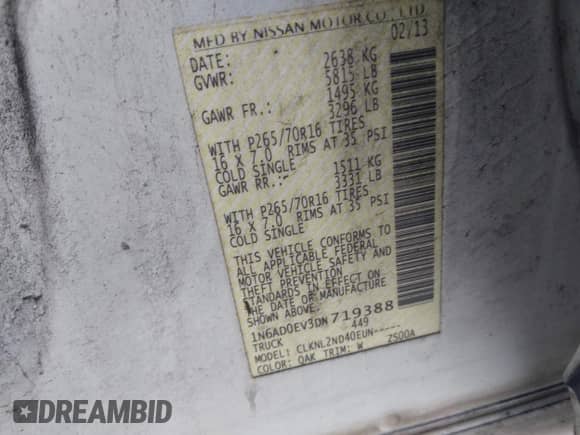 MFD BY NISSAN MOTOR CO., LTD
DATE: 02/13
GVWR: 2638 KG
5815 LB
GAWR FR.: 1495 KG
3296 LB
WITH P265/70R16 TIRES
16 X 7.0 RIMS AT 35 PSI
COLD SINGLE
GAWR RR.: 1511 KG
3331 LB
WITH P265/70R16 TIRES
16 X 7.0 RIMS AT 35 PSI
COLD SINGLE
THIS VEHICLE CONFORMS TO
ALL APPLICABLE FEDERAL
MOTOR VEHICLE SAFETY AND
THEFT PREVENTION
STANDARDS IN EFFECT ON
THE DATE OF MANUFACTURE
SHOWN ABOVE.
1N6AD0EV3DN719388
TRUCK 449
MODEL: CLKNL2ND40EUN-----
COLOR: QAK TRIM: W Z500A
DREAMBID